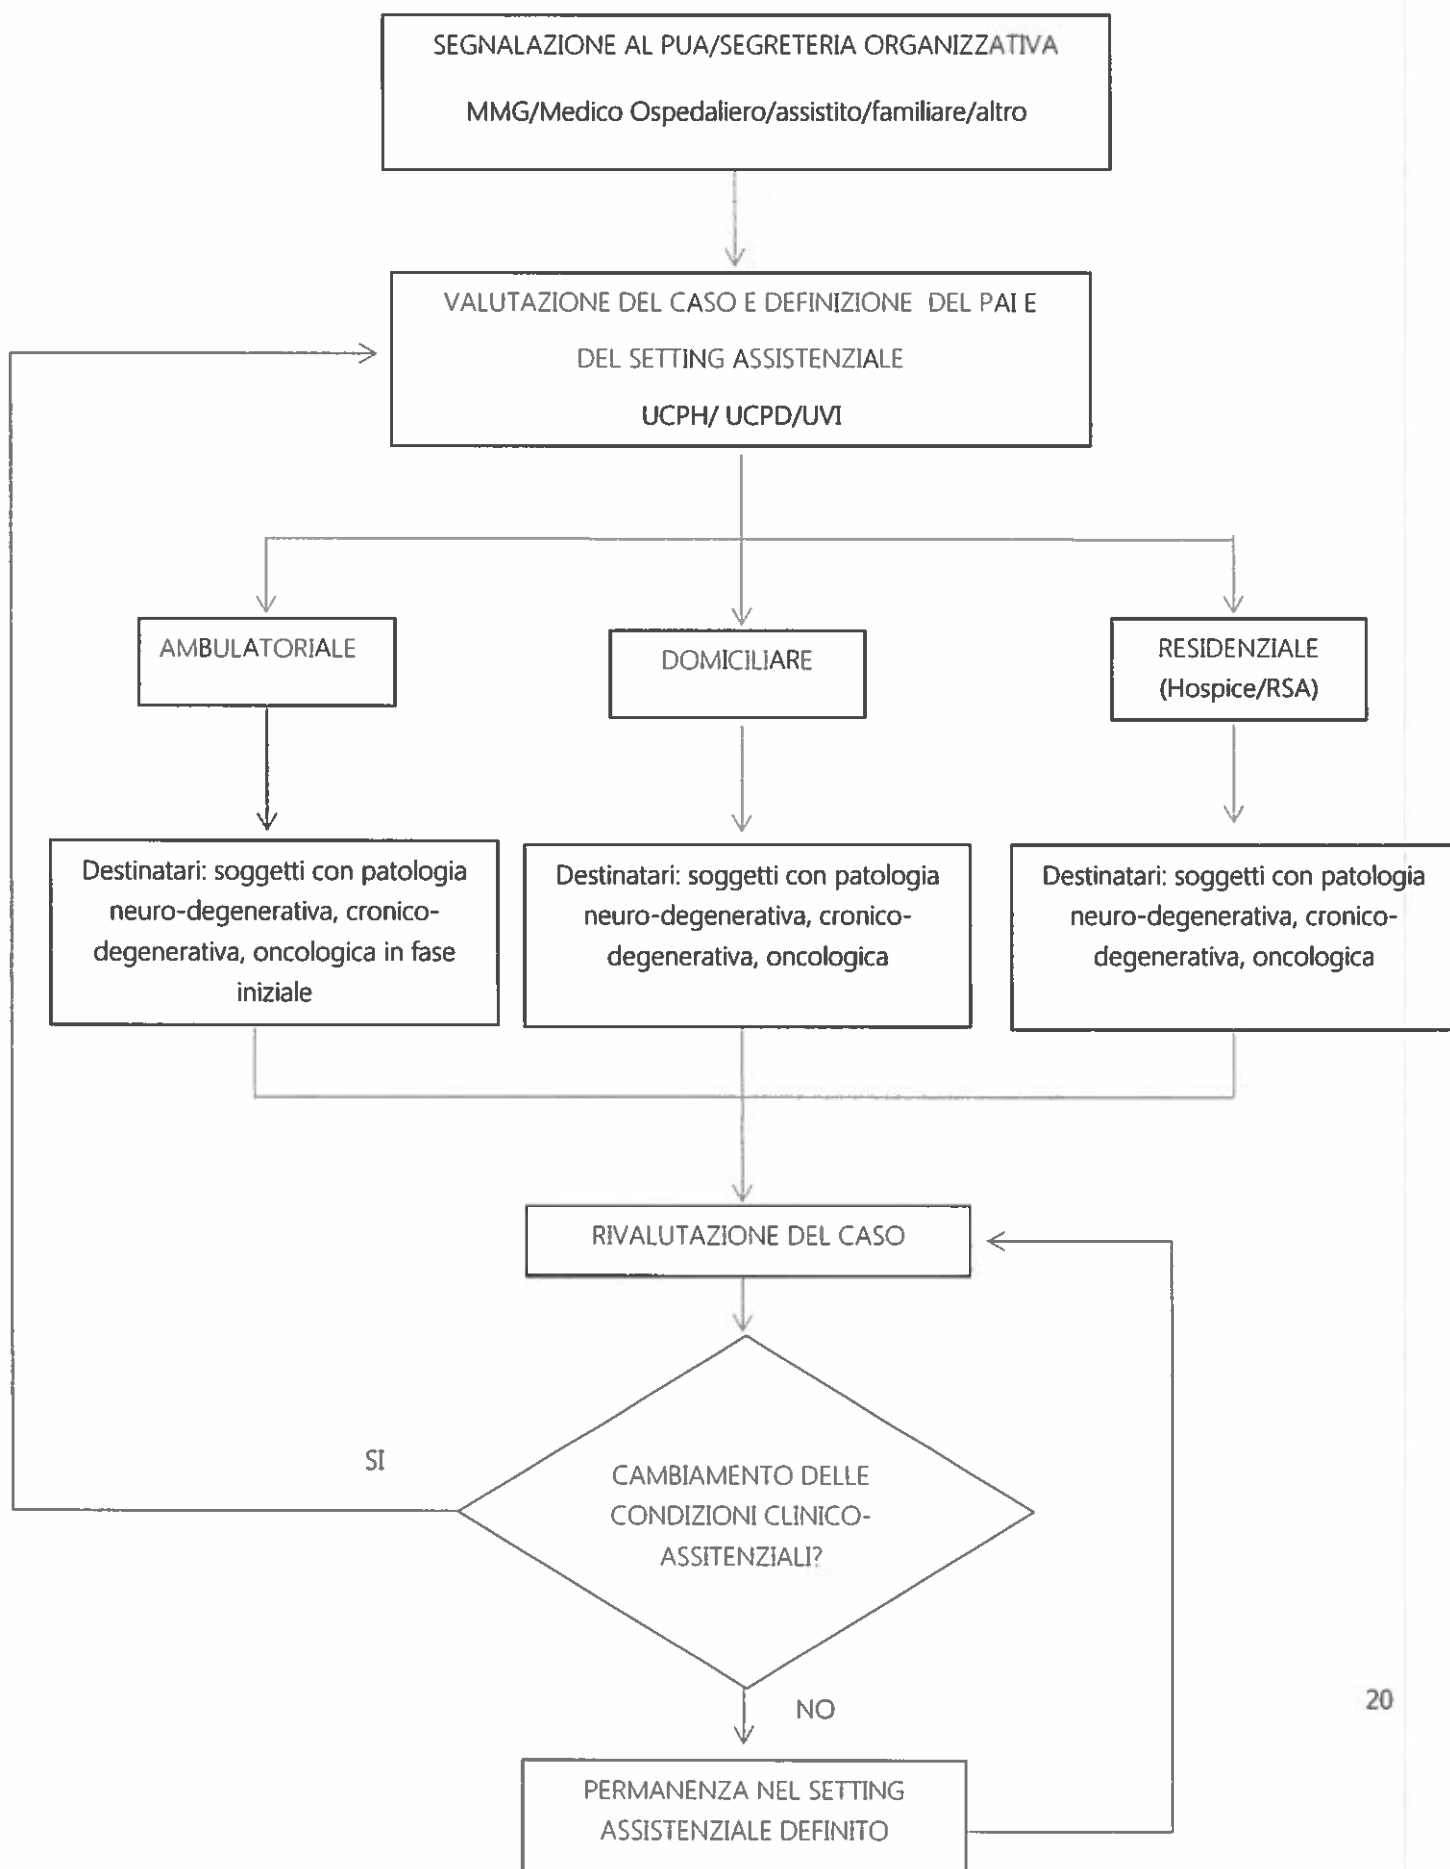 SEGNALAZIONE AL PUA/SEGRETERIA ORGANIZZATIVA
MMG/Medico Ospedaliero/assistito/familiare/altro
VALUTAZIONE DEL CASO E DEFINIZIONE DEL PAI E
DEL SETTING ASSISTENZIALE
UCPH/ UCPD/UVI
AMBULATORIALE
DOMICILIARE
RESIDENZIALE
(Hospice/RSA)
Destinatari: soggetti con patologia
neuro-degenerativa, cronico-
degenerativa, oncologica in fase
iniziale
Destinatari: soggetti con patologia
neuro-degenerativa, cronico-
degenerativa, oncologica
Destinatari: soggetti con patologia
neuro-degenerativa, cronico-
degenerativa, oncologica
RIVALUTAZIONE DEL CASO
SI
CAMBIAMENTO DELLE
CONDIZIONI CLINICO-
ASSITENZIALI?
NO
20
PERMANENZA NEL SETTING
ASSISTENZIALE DEFINITO